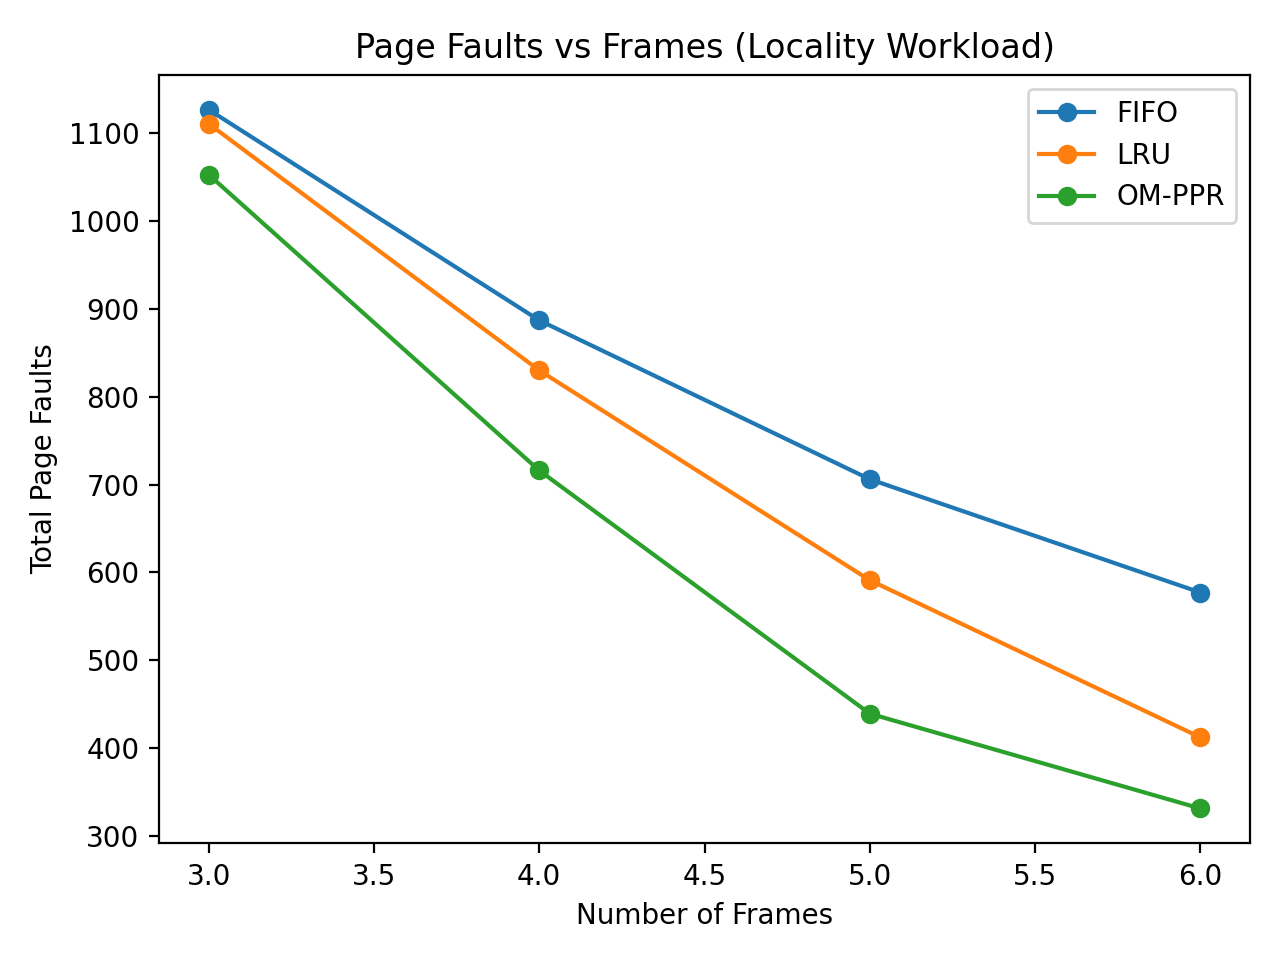 Page Faults vs Frames (Locality Workload)
FIFO
LRU
OM-PPR
Total Page Faults
1100
1000
900
800
700
600
500
400
300
3.0 3.5 4.0 4.5 5.0 5.5 6.0
Number of Frames